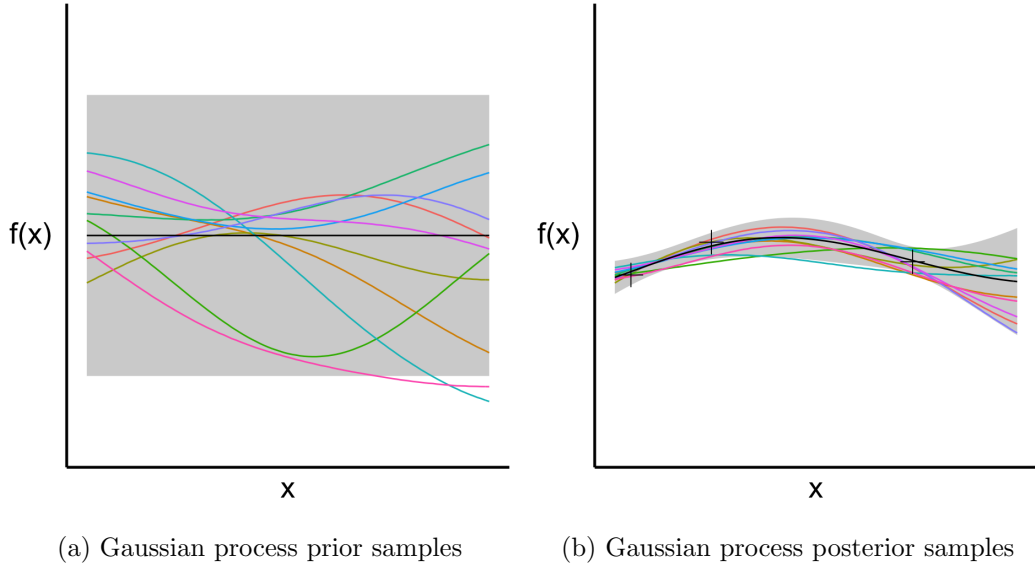 f(x)
x
(a) Gaussian process prior samples
f(x)
x
(b) Gaussian process posterior samples